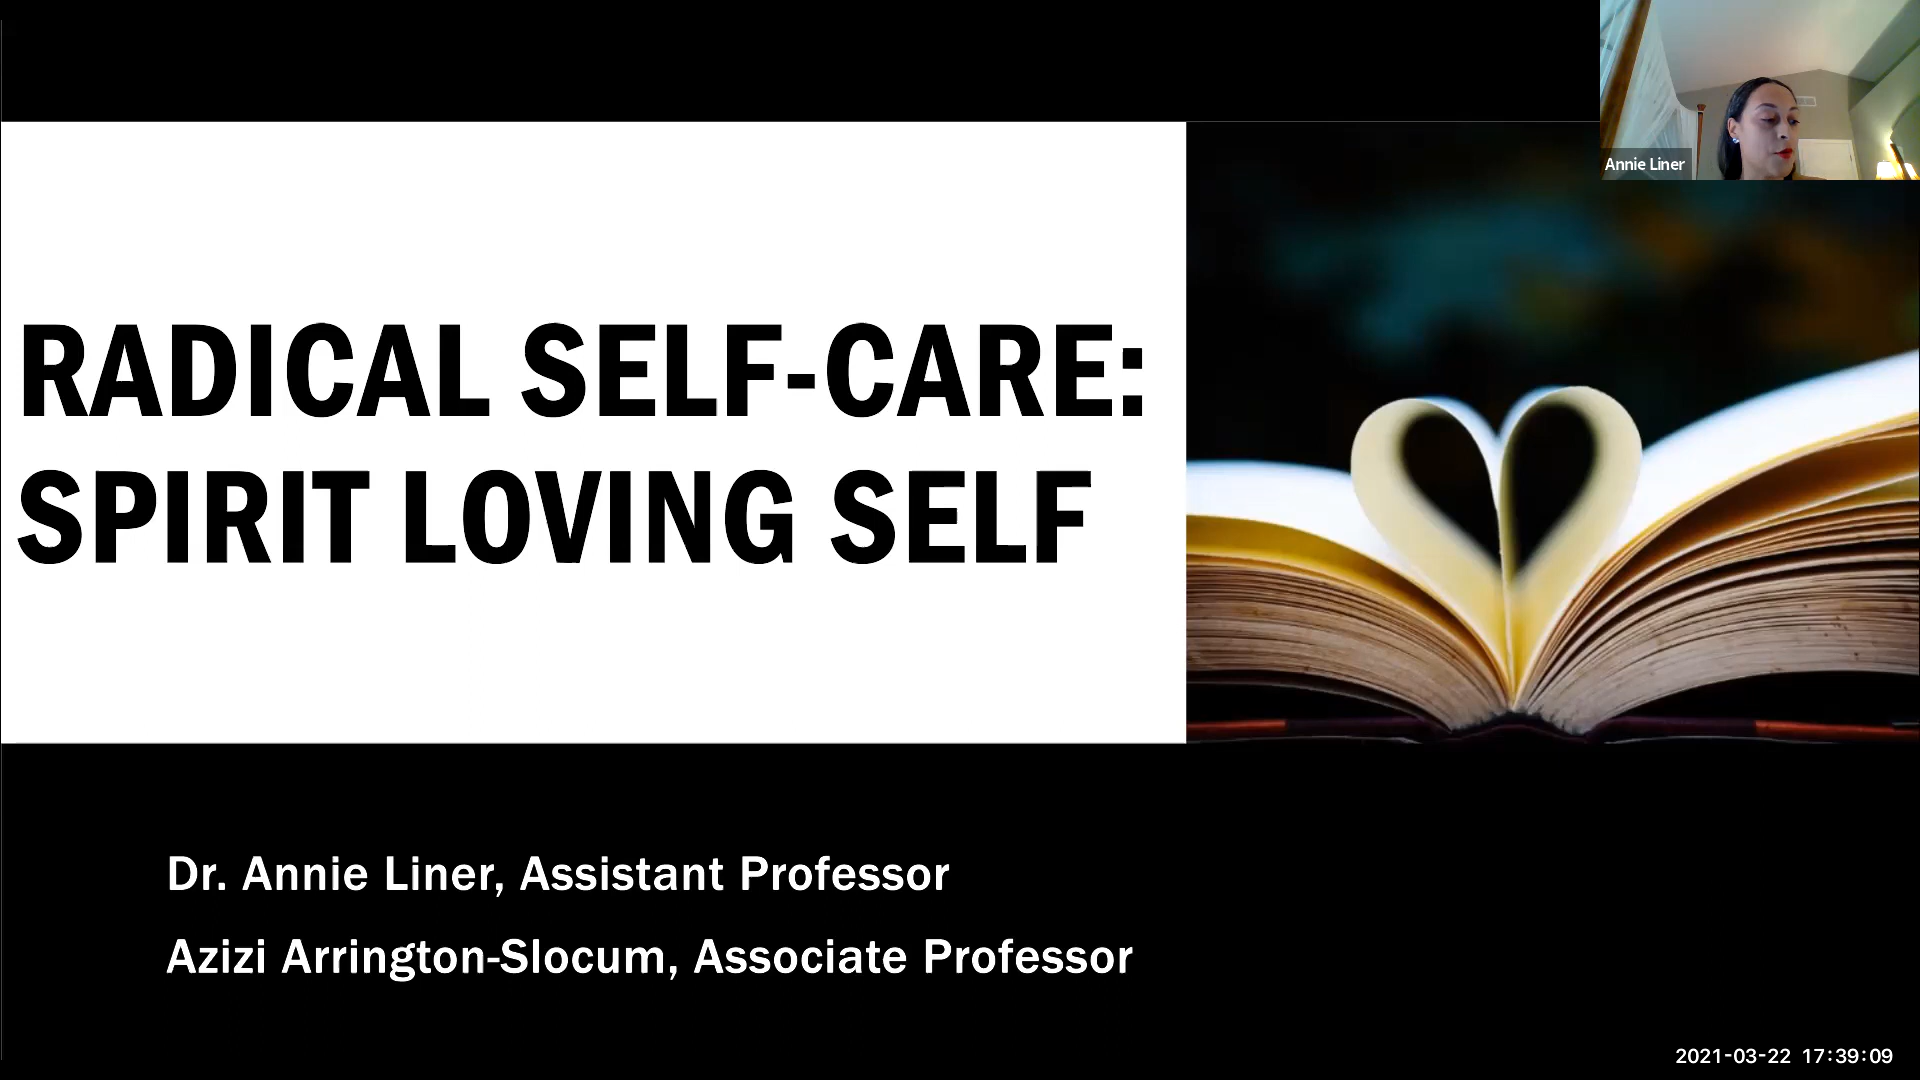 Annie Liner
RADICAL SELF-CARE:
SPIRIT LOVING SELF
Dr. Annie Liner, Assistant Professor
Azizi Arrington-Slocum, Associate Professor
2021-03-22 17:39:09